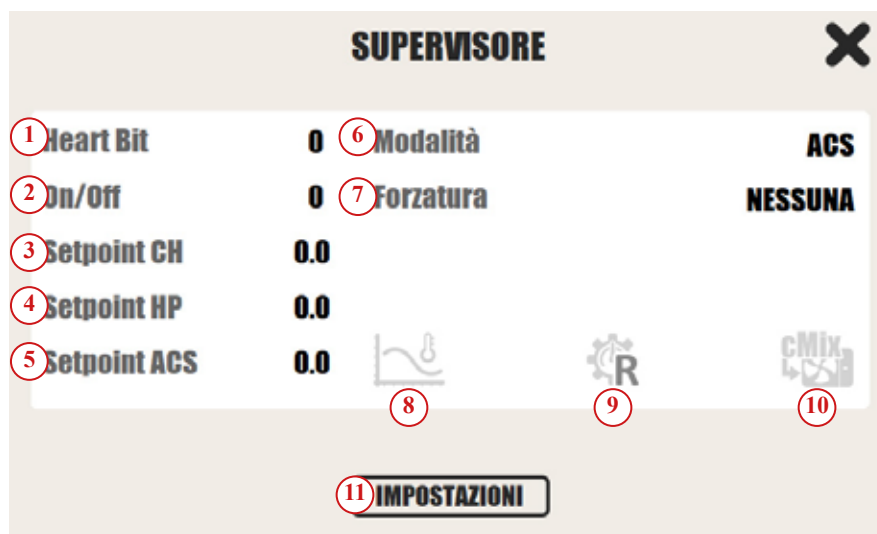 SUPERVISORE
1 Heart Bit 0 6 Modalità ACS
2 On/Off 0 7 Forzatura NESSUNA
3 Setpoint CH 0.0
4 Setpoint HP 0.0
5 Setpoint ACS 0.0
R cMix
8 9 10
11 IMPOSTAZIONI